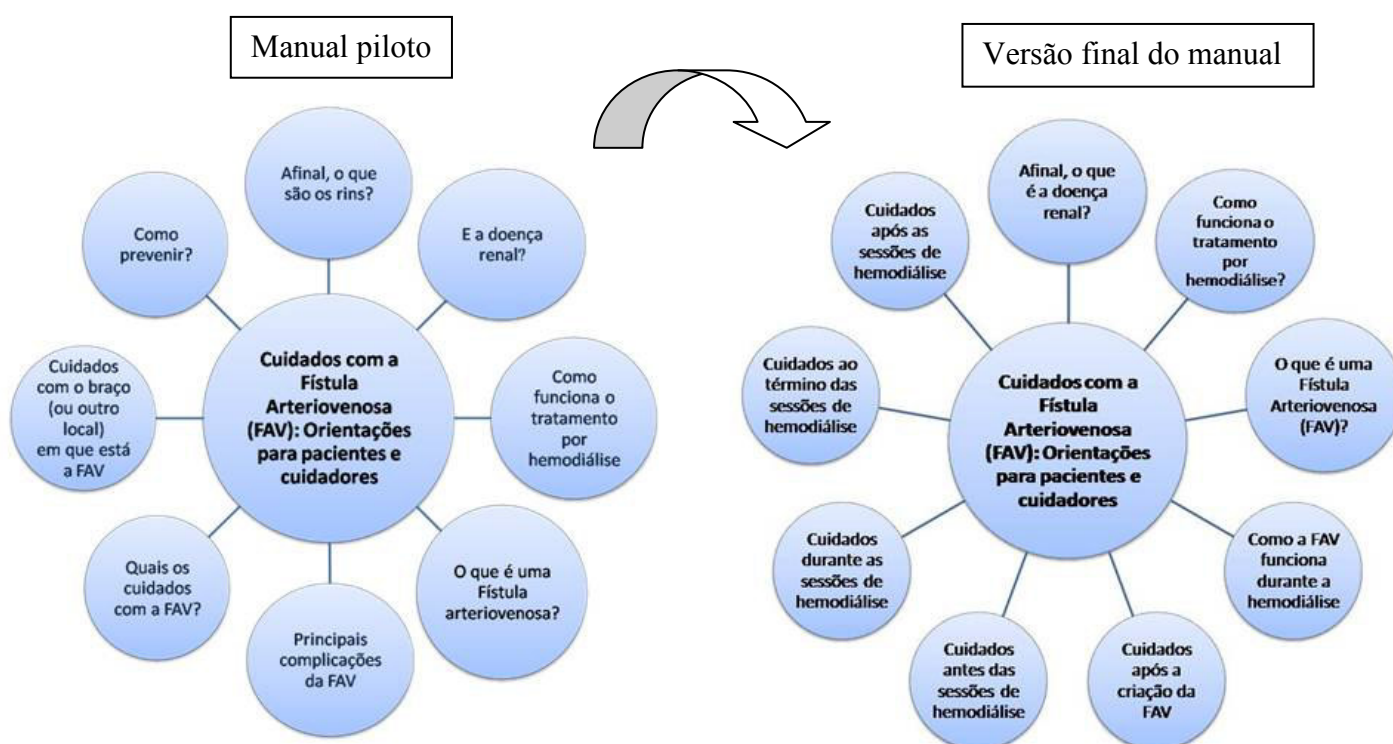 Manual piloto
Afinal, o que
são os rins?
E a doença
renal?
Como
funciona o
tratamento
por
hemodiálise
O que é uma
Fístula
arteriovenosa?
Principais
complicações
da FAV
Quais os
cuidados
com a FAV?
Cuidados
com o braço
(ou outro
local)
em que está
a FAV
Como
prevenir?
Cuidados com a
Fístula
Arteriovenosa
(FAV): Orientações
para pacientes e
cuidadores
Versão final do manual
Afinal, o que
é a doença
renal?
Como
funciona o
tratamento
por
hemodiálise?
O que é uma
Fístula
Arteriovenosa
(FAV)?
Como a FAV
funciona
durante a
hemodiálise
Cuidados
após a
criação da
FAV
Cuidados
antes das
sessões de
hemodiálise
Cuidados
durante as
sessões de
hemodiálise
Cuidados ao
término das
sessões de
hemodiálise
Cuidados
após as
sessões de
hemodiálise
Cuidados com a
Fístula
Arteriovenosa
(FAV): Orientações
para pacientes e
cuidadores